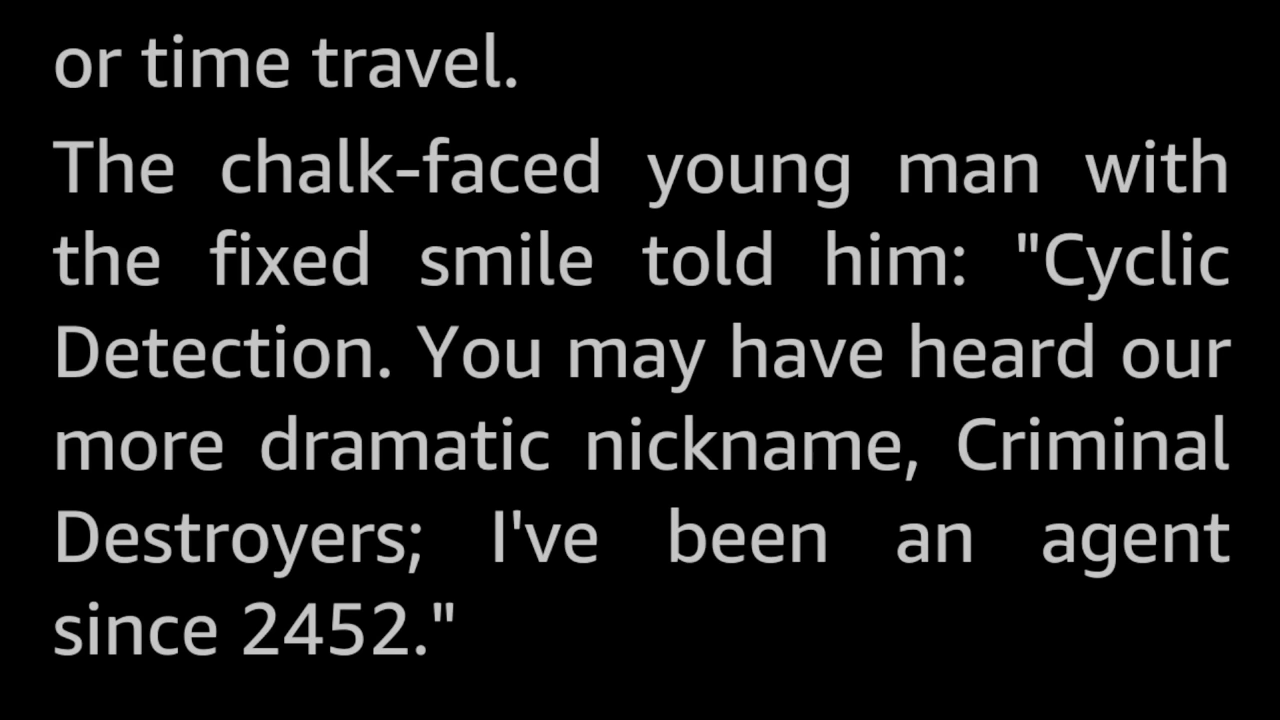 or time travel.
The chalk-faced young man with
the fixed smile told him: "Cyclic
Detection. You may have heard our
more dramatic nickname, Criminal
Destroyers; I've been an agent
since 2452."